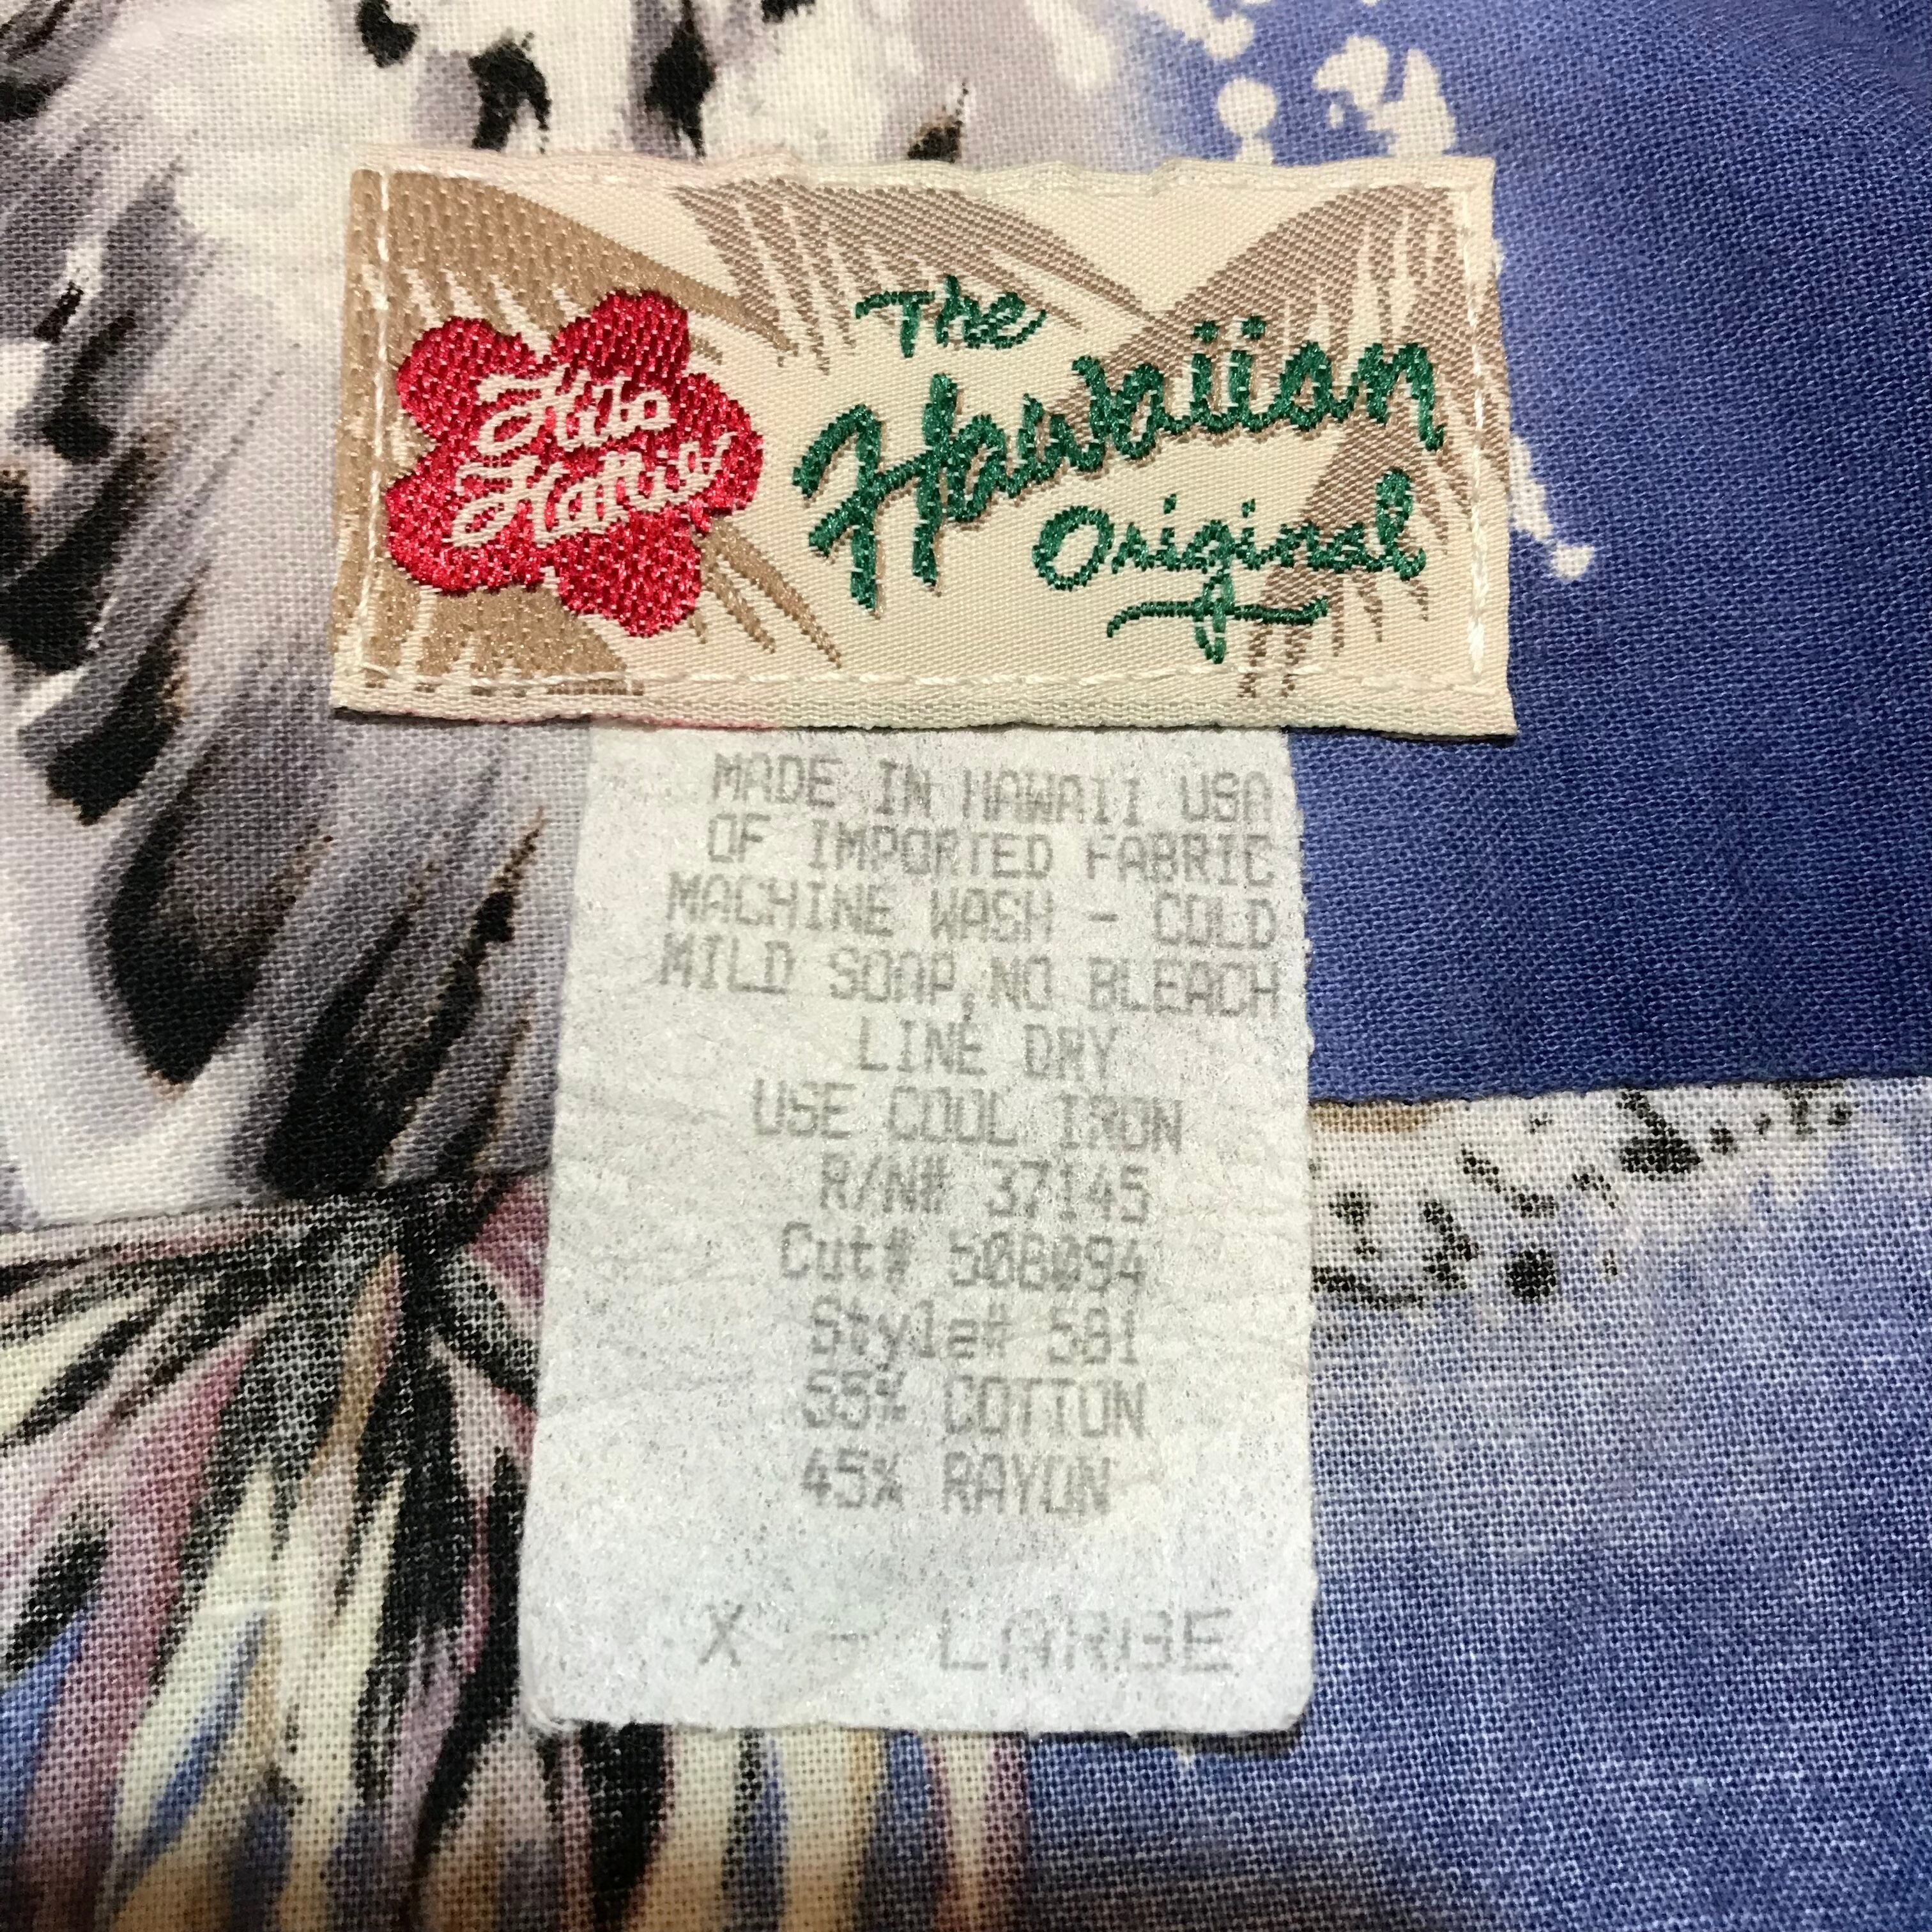 Hilo
Hattie
The
Hawaiian
Original
MADE IN HAWAII USA
OF IMPORTED FABRIC
MACHINE WASH - COLD
MILD SOAP, NO BLEACH
LINE DRY
USE COOL IRON
R/N# 37145
Cut# 508094
Style# 581
55% COTTON
45% RAYON
X - LARGE